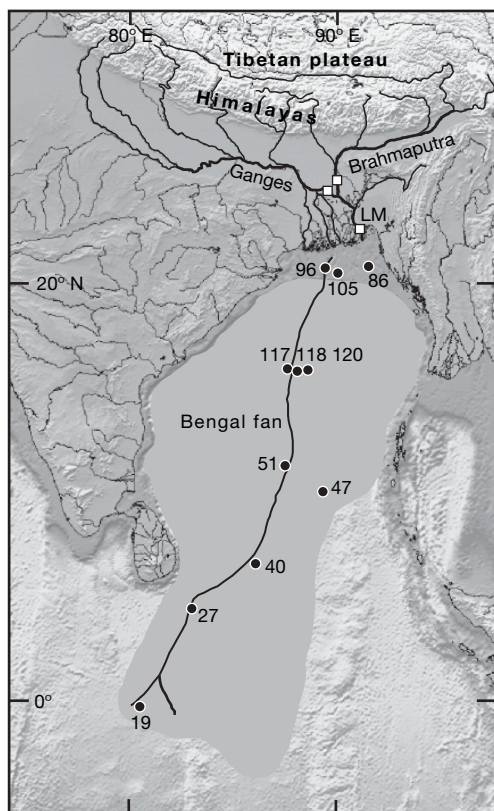 80° E
90° E
Tibetan plateau
Himalayas
Brahmaputra
Ganges
LM
96
105
86
20° N
117 118 120
Bengal fan
51
47
40
27
0°
19